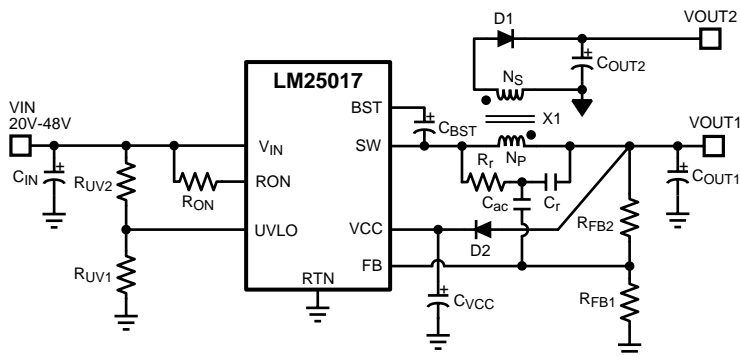 D1
VOUT2
+
COUT2
NS
LM25017
VIN
20V-48V
BST
+
CBST
X1
VOUT1
SW
NP
VIN
+
CIN
RUV2
RON
RON
Rr
Cr
Cac
+
COUT1
RFB2
UVLO
VCC
D2
FB
RUV1
RTN
+
CVCC
RFB1